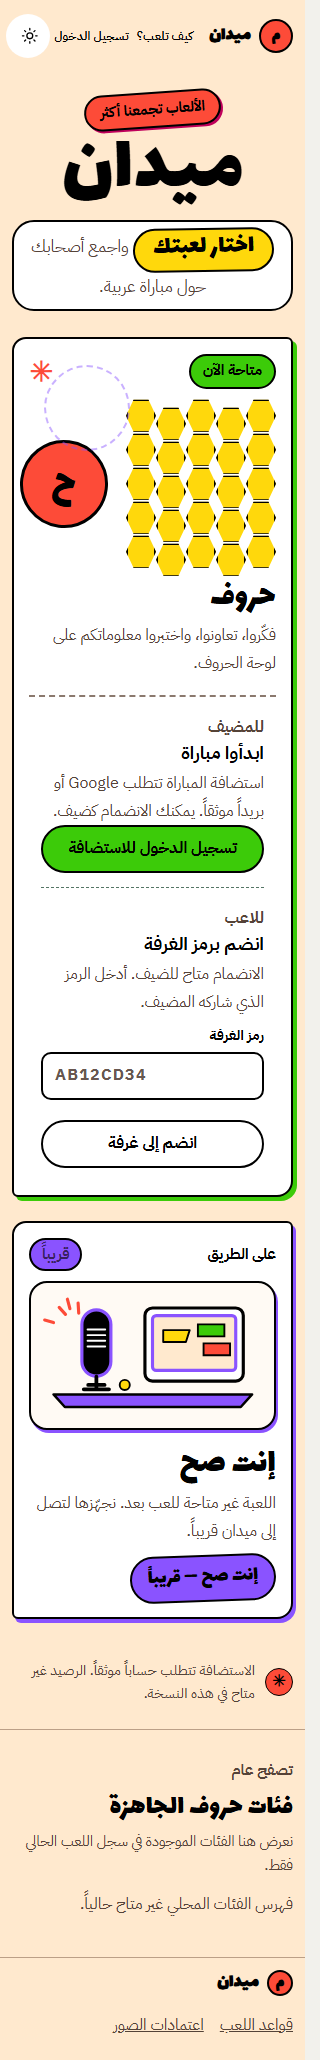 م ميدان كيف تلعب؟ تسجيل الدخول
الألعاب تجمعنا أكثر
ميدان
اختار لعبتك واجمع أصحابك
حول مباراة عربية.
متاحة الآن
ح
حروف
فكّروا، تعاونوا، واختبروا معلوماتكم على
لوحة الحروف.
للمضيف
ابدأوا مباراة
استضافة المباراة تتطلب Google أو
بريداً موثقاً. يمكنك الانضمام كضيف.
تسجيل الدخول للاستضافة
للاعب
انضم برمز الغرفة
الانضمام متاح للضيف. أدخل الرمز
الذي شاركه المضيف.
رمز الغرفة
AB12CD34
انضم إلى غرفة
على الطريق
قريباً
إنت صح
اللعبة غير متاحة للعب بعد. نجهّزها لتصل
إلى ميدان قريباً.
إنت صح — قريباً
الاستضافة تتطلب حساباً موثقاً. الرصيد غير
متاح في هذه النسخة.
تصفح عام
فئات حروف الجاهزة
نعرض هنا الفئات الموجودة في سجل اللعب الحالي
فقط.
فهرس الفئات المحلي غير متاح حالياً.
م ميدان
قواعد اللعب اعتمادات الصور